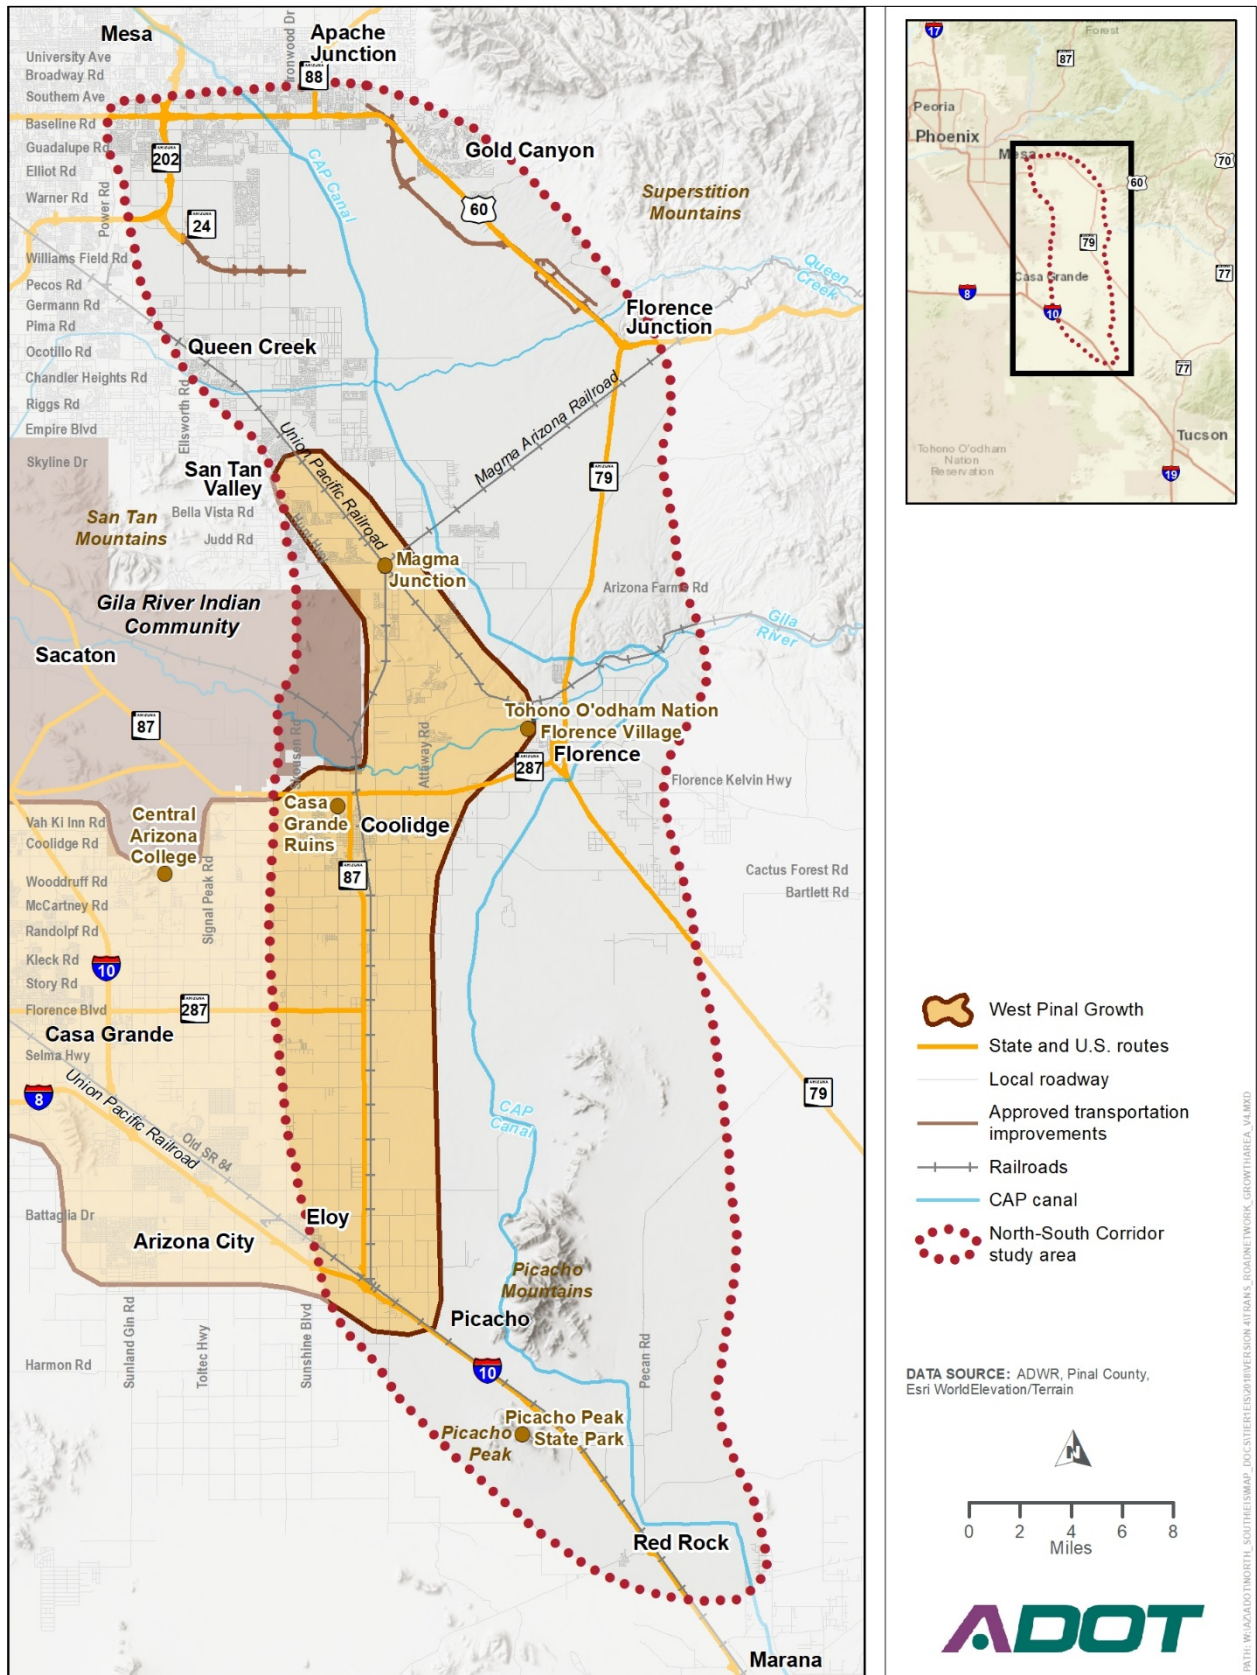 Mesa
Apache
Junction
Ironwood Dr
University Ave
Broadway Rd
Southern Ave
Baseline Rd
Guadalupe Rd
Elliot Rd
Warner Rd
Power Rd
Williams Field Rd
Pecos Rd
Germann Rd
Pima Rd
Ocotillo Rd
Chandler Heights Rd
Riggs Rd
Empire Blvd
Skyline Dr
ARIZONA
88
ARIZONA
202
ARIZONA
24
CAP Canal
Gold Canyon
60
Superstition
Mountains
Queen
Creek
Florence
Junction
Queen Creek
Ellsworth Rd
Union Pacific Railroad
Magma Arizona Railroad
ARIZONA
79
San Tan
Valley
Bella Vista Rd
Judd Rd
San Tan
Mountains
Hunt Hwy
Magma
Junction
Arizona Farms Rd
Gila
River
Gila River Indian
Community
Sacaton
ARIZONA
87
Tohono O'odham Nation
Florence Village
Attaway Rd
ARIZONA
287
Florence
Florence Kelvin Hwy
Central
Arizona
College
Casa
Grande
Ruins
Coolidge
Vah Ki Inn Rd
Coolidge Rd
Wooddruff Rd
McCartney Rd
Randolpf Rd
Kleck Rd
Story Rd
Florence Blvd
Signal Peak Rd
ARIZONA
87
Cactus Forest Rd
Bartlett Rd
10
ARIZONA
287
Casa Grande
Selma Hwy
8
Union Pacific Railroad
Old SR 84
CAP
Canal
ARIZONA
79
Battaglia Dr
Arizona City
Eloy
Picacho
Mountains
Picacho
Harmon Rd
Sunland Gin Rd
Toltec Hwy
Sunshine Blvd
Pecan Rd
10
Picacho Peak
State Park
Picacho
Peak
Red Rock
Marana
17
Forest
87
Peoria
Phoenix
Mesa
70
60
79
Casa Grande
8
10
77
77
Tohono O'odham
Nation
Reservation
Tucson
19
West Pinal Growth
State and U.S. routes
Local roadway
Approved transportation
improvements
Railroads
CAP canal
North-South Corridor
study area
DATA SOURCE: ADWR, Pinal County,
Esri WorldElevation/Terrain
N
0 2 4 6 8
Miles
ADOT